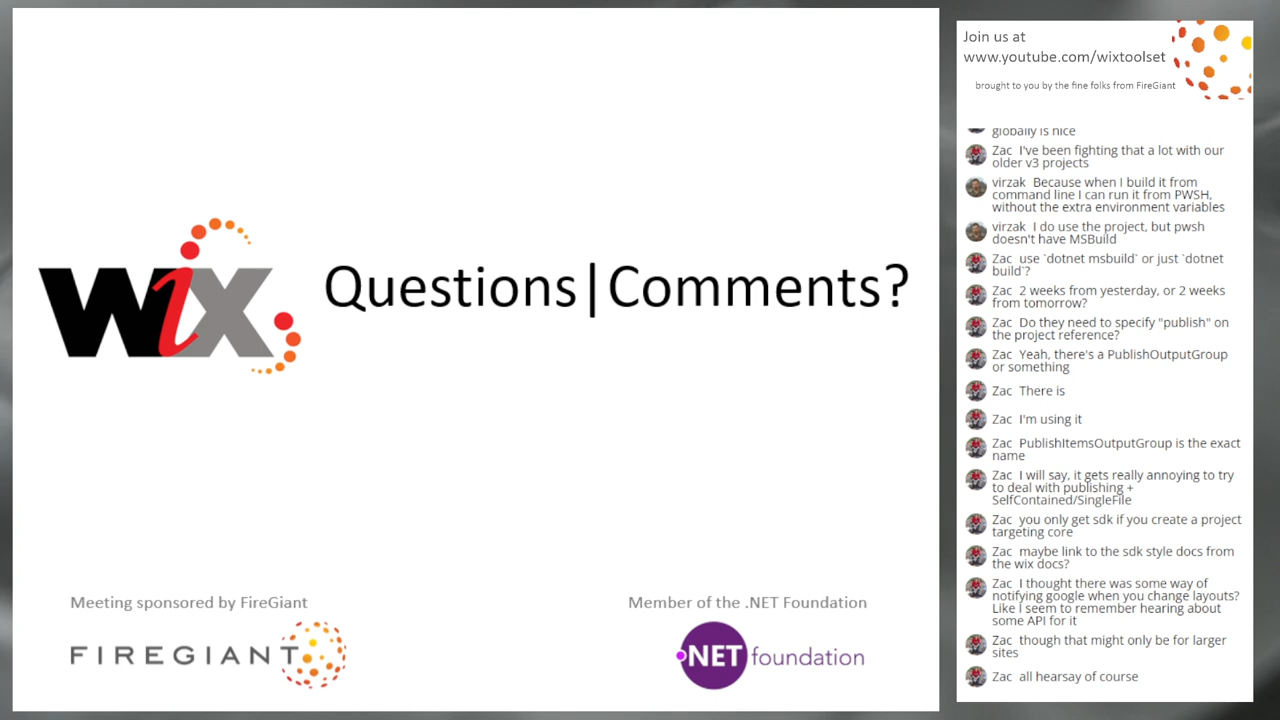 WiX
Questions|Comments?
Meeting sponsored by FireGiant
FIREGIANT
Member of the .NET Foundation
.NET foundation
Join us at
www.youtube.com/wixtoolset
brought to you by the fine folks from FireGiant
globally is nice
Zac I've been fighting that a lot with our
older v3 projects
virzak Because when I build it from
command line I can run it from PWSH,
without the extra environment variables
virzak I do use the project, but pwsh
doesn't have MSBuild
Zac use `dotnet msbuild` or just `dotnet
build`?
Zac 2 weeks from yesterday, or 2 weeks
from tomorrow?
Zac Do they need to specify "publish" on
the project reference?
Zac Yeah, there's a PublishOutputGroup
or something
Zac There is
Zac I'm using it
Zac PublishItemsOutputGroup is the exact
name
Zac I will say, it gets really annoying to try
to deal with publishing +
SelfContained/SingleFile
Zac you only get sdk if you create a project
targeting core
Zac maybe link to the sdk style docs from
the wix docs?
Zac I thought there was some way of
notifying google when you change layouts?
Like I seem to remember hearing about
some API for it
Zac though that might only be for larger
sites
Zac all hearsay of course